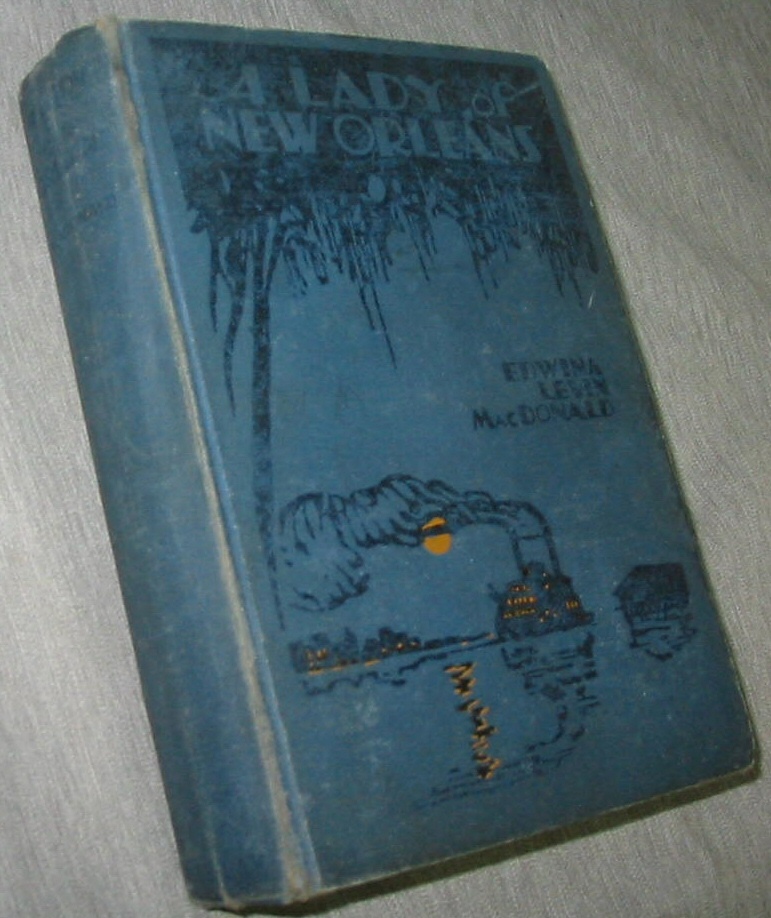 A LADY of
NEW ORLEANS
EDWINA
LEVIN
MacDONALD